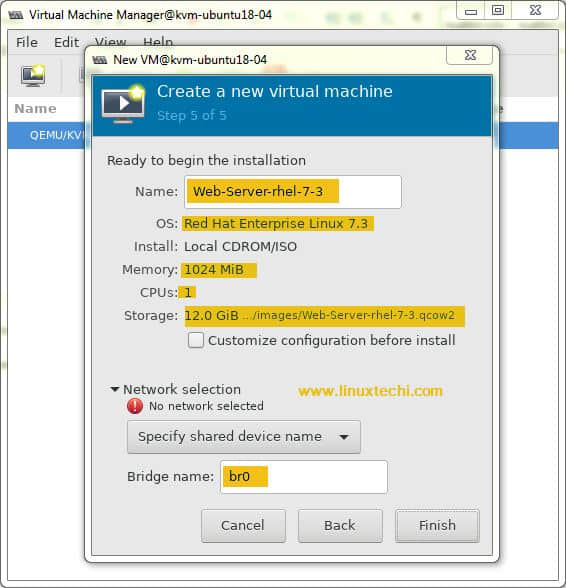 Virtual Machine Manager@kvm-ubuntu18-04
File Edit View Help
New VM@kvm-ubuntu18-04
Create a new virtual machine
Step 5 of 5
Name
QEMU/KV
Ready to begin the installation
Name: Web-Server-rhel-7-3
OS: Red Hat Enterprise Linux 7.3
Install: Local CDROM/ISO
Memory: 1024 MiB
CPUs: 1
Storage: 12.0 GiB .../images/Web-Server-rhel-7-3.qcow2
Customize configuration before install
Network selection
www.linuxtechi.com
No network selected
Specify shared device name
Bridge name: br0
Cancel Back Finish